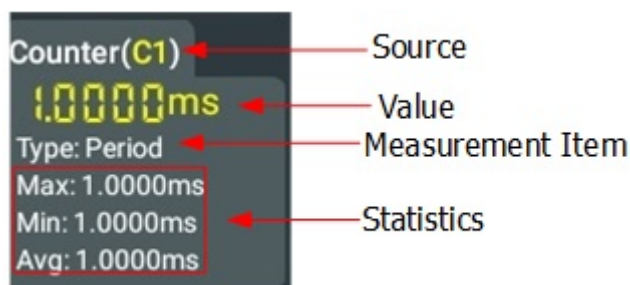 Counter(C1)
Source
1.0000ms
Value
Type: Period
Measurement Item
Max: 1.0000ms
Min: 1.0000ms
Statistics
Avg: 1.0000ms